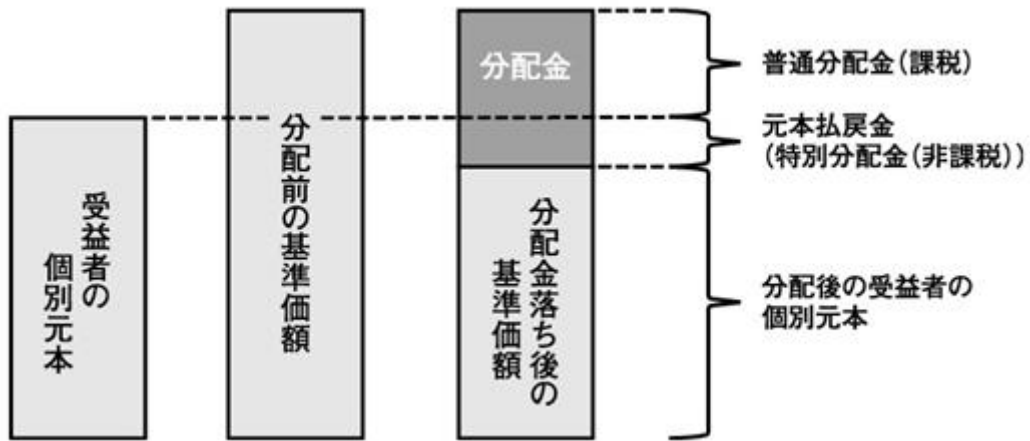 受益者の
個別元本
分配前の基準価額
分配金
分配金落ち後の
基準価額
普通分配金(課税)
元本払戻金
(特別分配金(非課税))
分配後の受益者の
個別元本